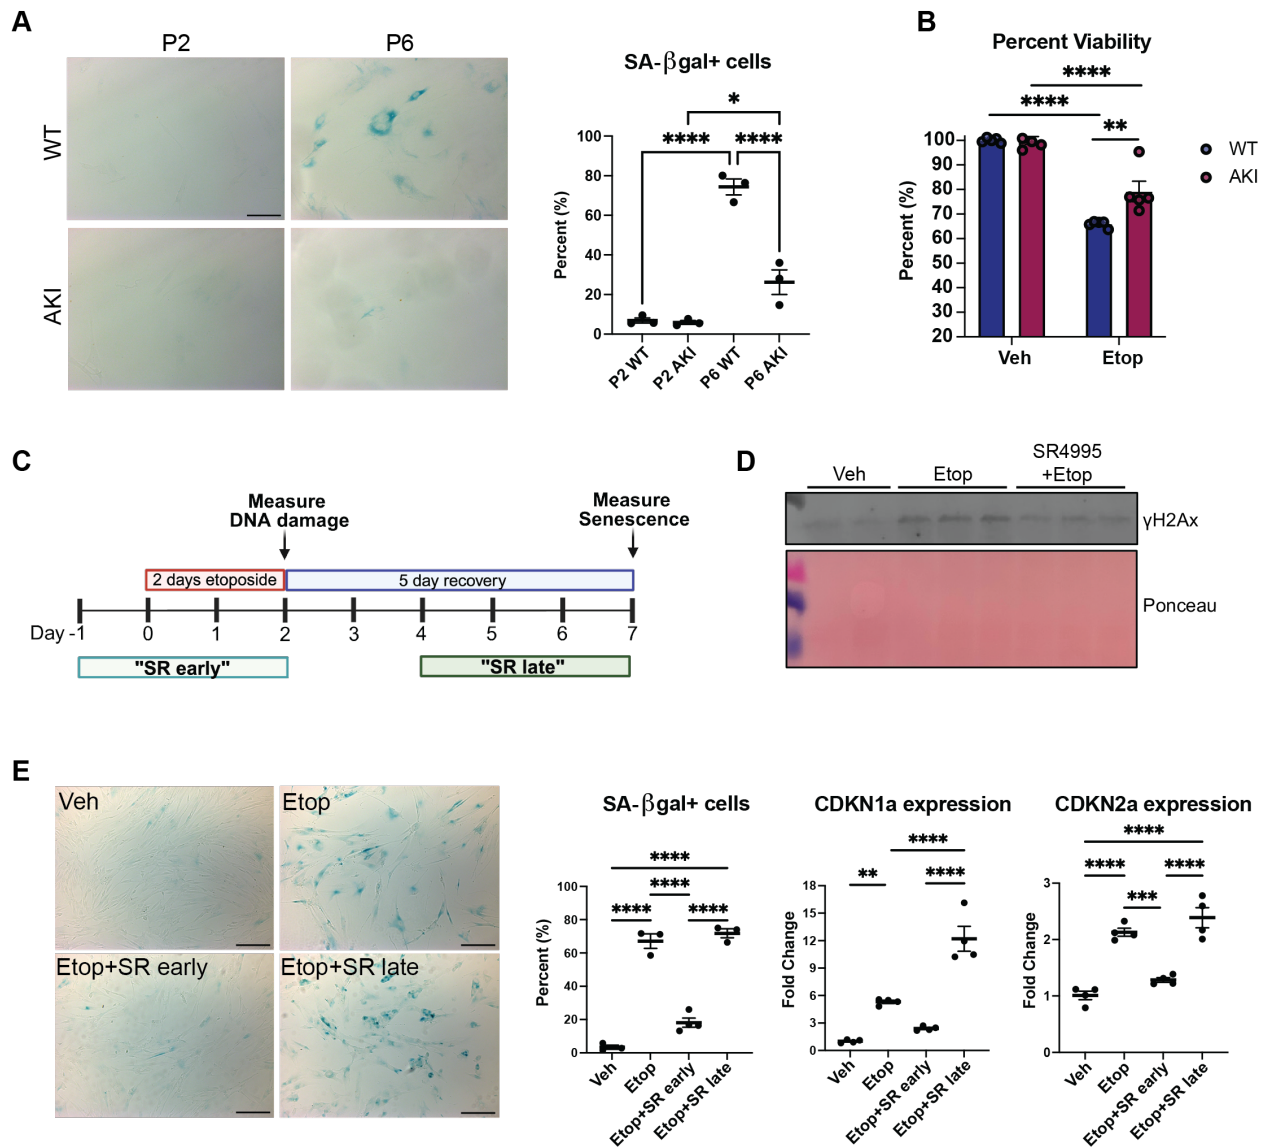 A
P2
P6
WT
AKI
SA-βgal+ cells
*
****
****
Percent (%)
100
80
60
40
20
0
P2 WT
P2 AKI
P6 WT
P6 AKI
B
Percent Viability
****
****
**
Percent (%)
100
90
80
70
60
50
40
30
20
Veh
Etop
WT
AKI
C
Measure
DNA damage
Measure
Senescence
2 days etoposide
5 day recovery
Day -1
0
1
2
3
4
5
6
7
"SR early"
"SR late"
D
Veh
Etop
SR4995
+Etop
γH2Ax
Ponceau
E
Veh
Etop
Etop+SR early
Etop+SR late
SA-βgal+ cells
****
****
****
****
Percent (%)
100
80
60
40
20
0
Veh
Etop
Etop+SR early
Etop+SR late
CDKN1a expression
****
**
****
Fold Change
18
15
12
9
6
3
0
Veh
Etop
Etop+SR early
Etop+SR late
CDKN2a expression
****
****
****
***
Fold Change
3
2
1
0
Veh
Etop
Etop+SR early
Etop+SR late